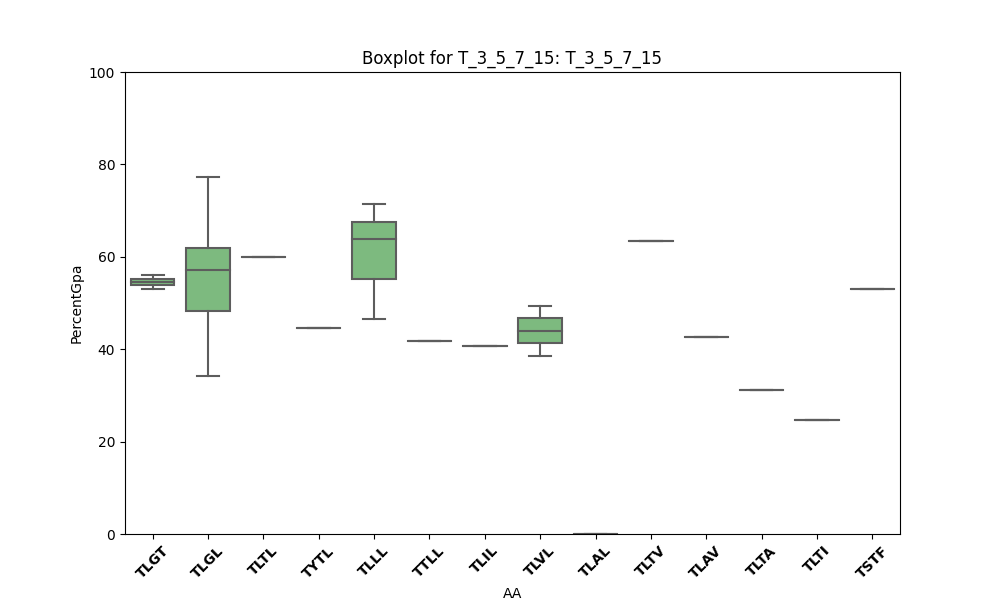 Boxplot for T_3_5_7_15: T_3_5_7_15
100
80
60
40
20
0
PercentGpa
TLGT TLGL TLTL TYTL TLLL TTLL TLIL TLVL TLAL TLTV TLAV TLTA TLTI TSTF
AA